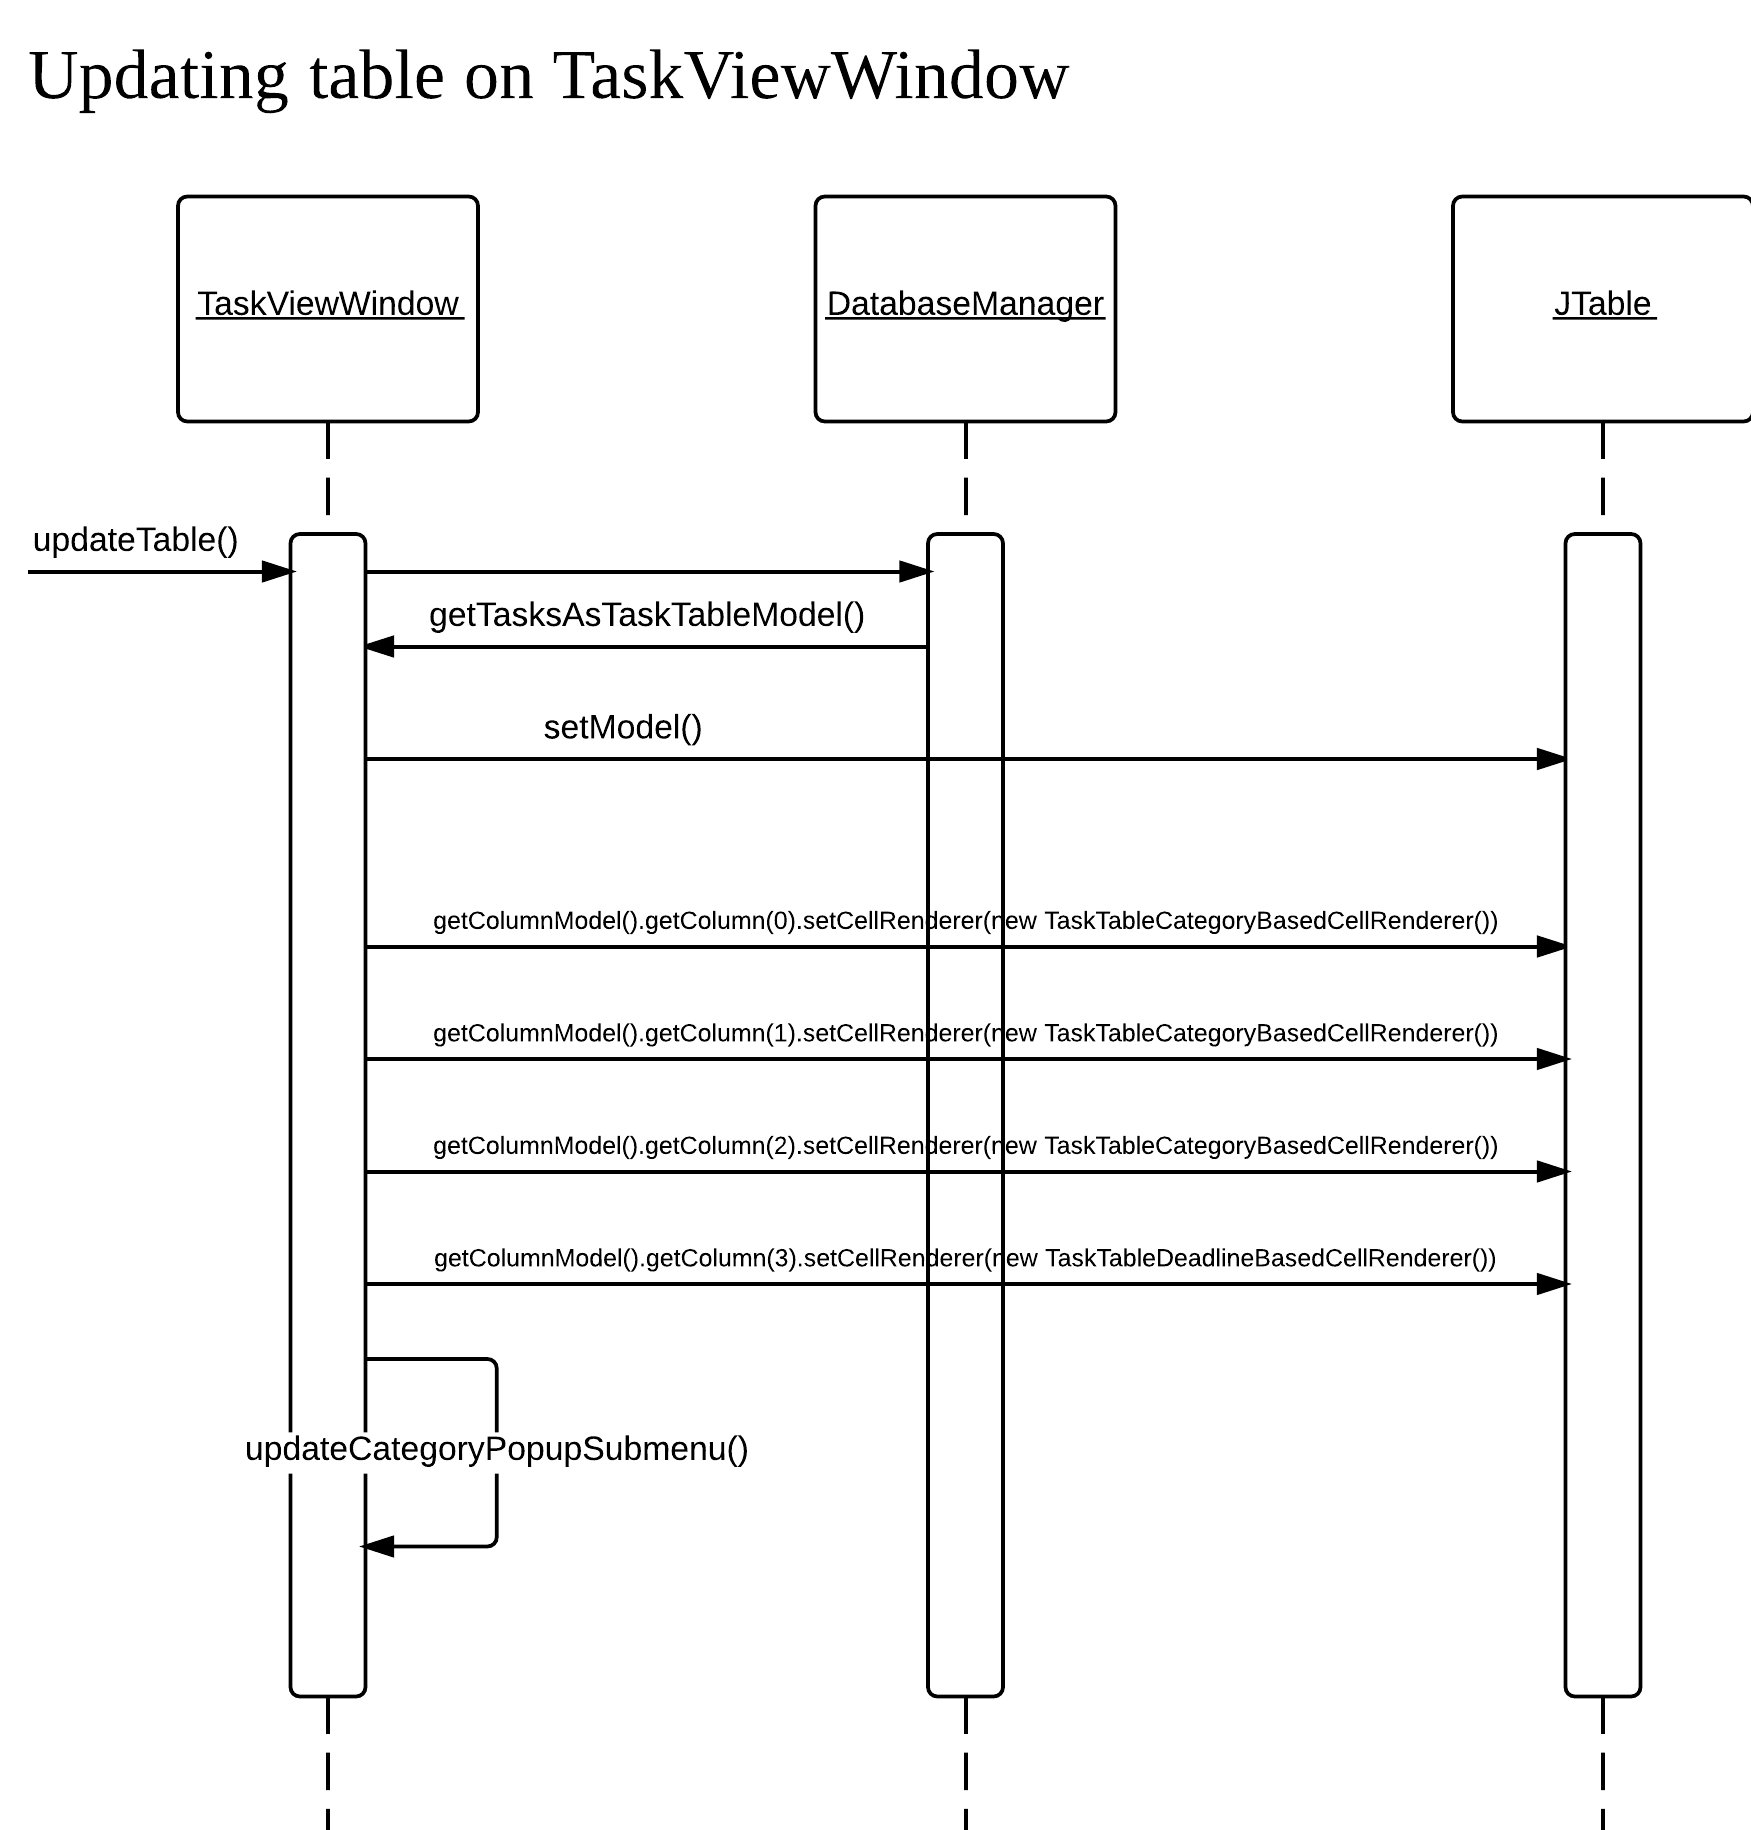 Updating table on TaskViewWindow
TaskViewWindow
DatabaseManager
JTable
updateTable()
getTasksAsTaskTableModel()
setModel()
getColumnModel().getColumn(0).setCellRenderer(new TaskTableCategoryBasedCellRenderer())
getColumnModel().getColumn(1).setCellRenderer(new TaskTableCategoryBasedCellRenderer())
getColumnModel().getColumn(2).setCellRenderer(new TaskTableCategoryBasedCellRenderer())
getColumnModel().getColumn(3).setCellRenderer(new TaskTableDeadlineBasedCellRenderer())
updateCategoryPopupSubmenu()